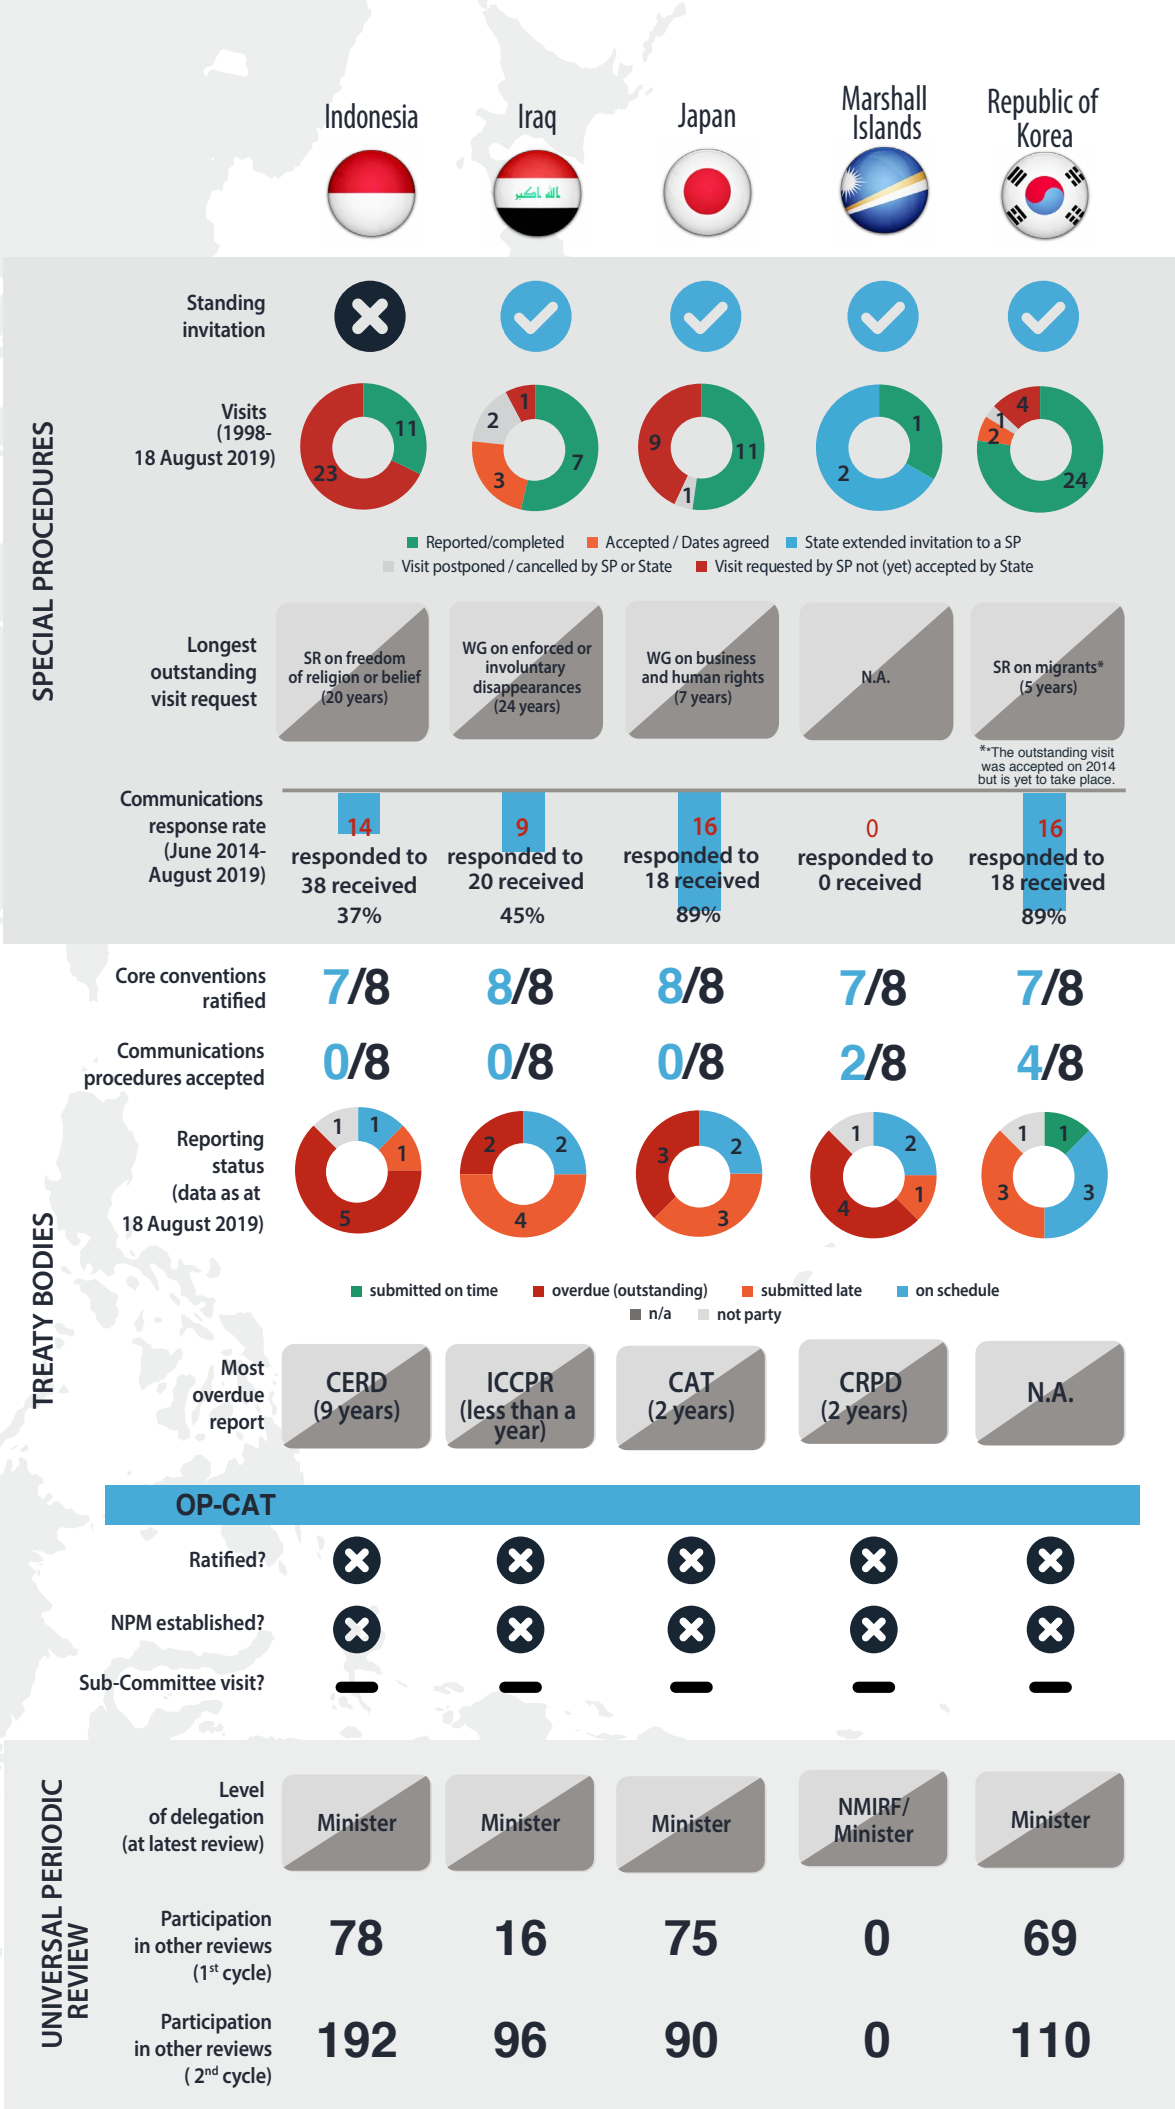 Indonesia
Iraq
Japan
Marshall
Islands
Republic of
Korea
الله اكبر
SPECIAL PROCEDURES
Standing
invitation
Visits
(1998-
18 August 2019)
11
23
1
2
3
7
9
11
1
1
2
4
1
2
24
Reported/completed
Accepted / Dates agreed
State extended invitation to a SP
Visit postponed / cancelled by SP or State
Visit requested by SP not (yet) accepted by State
Longest
outstanding
visit request
SR on freedom
of religion or belief
(20 years)
WG on enforced or
involuntary
disappearances
(24 years)
WG on business
and human rights
(7 years)
N.A.
SR on migrants*
(5 years)
**The outstanding visit
was accepted on 2014
but is yet to take place.
Communications
response rate
(June 2014-
August 2019)
14
responded to
38 received
37%
9
responded to
20 received
45%
16
responded to
18 received
89%
0
responded to
0 received
16
responded to
18 received
89%
TREATY BODIES
Core conventions
ratified
7/8
8/8
8/8
7/8
7/8
Communications
procedures accepted
0/8
0/8
0/8
2/8
4/8
Reporting
status
(data as at
18 August 2019)
1
1
1
5
2
2
4
3
2
3
1
2
1
4
1
1
3
3
submitted on time
overdue (outstanding)
submitted late
on schedule
n/a
not party
Most
overdue
report
CERD
(9 years)
ICCPR
(less than a
year)
CAT
(2 years)
CRPD
(2 years)
N.A.
OP-CAT
Ratified?
NPM established?
Sub-Committee visit?
UNIVERSAL PERIODIC
REVIEW
Level
of delegation
(at latest review)
Minister
Minister
Minister
NMIRF/
Minister
Minister
Participation
in other reviews
(1st cycle)
78
16
75
0
69
Participation
in other reviews
( 2nd cycle)
192
96
90
0
110